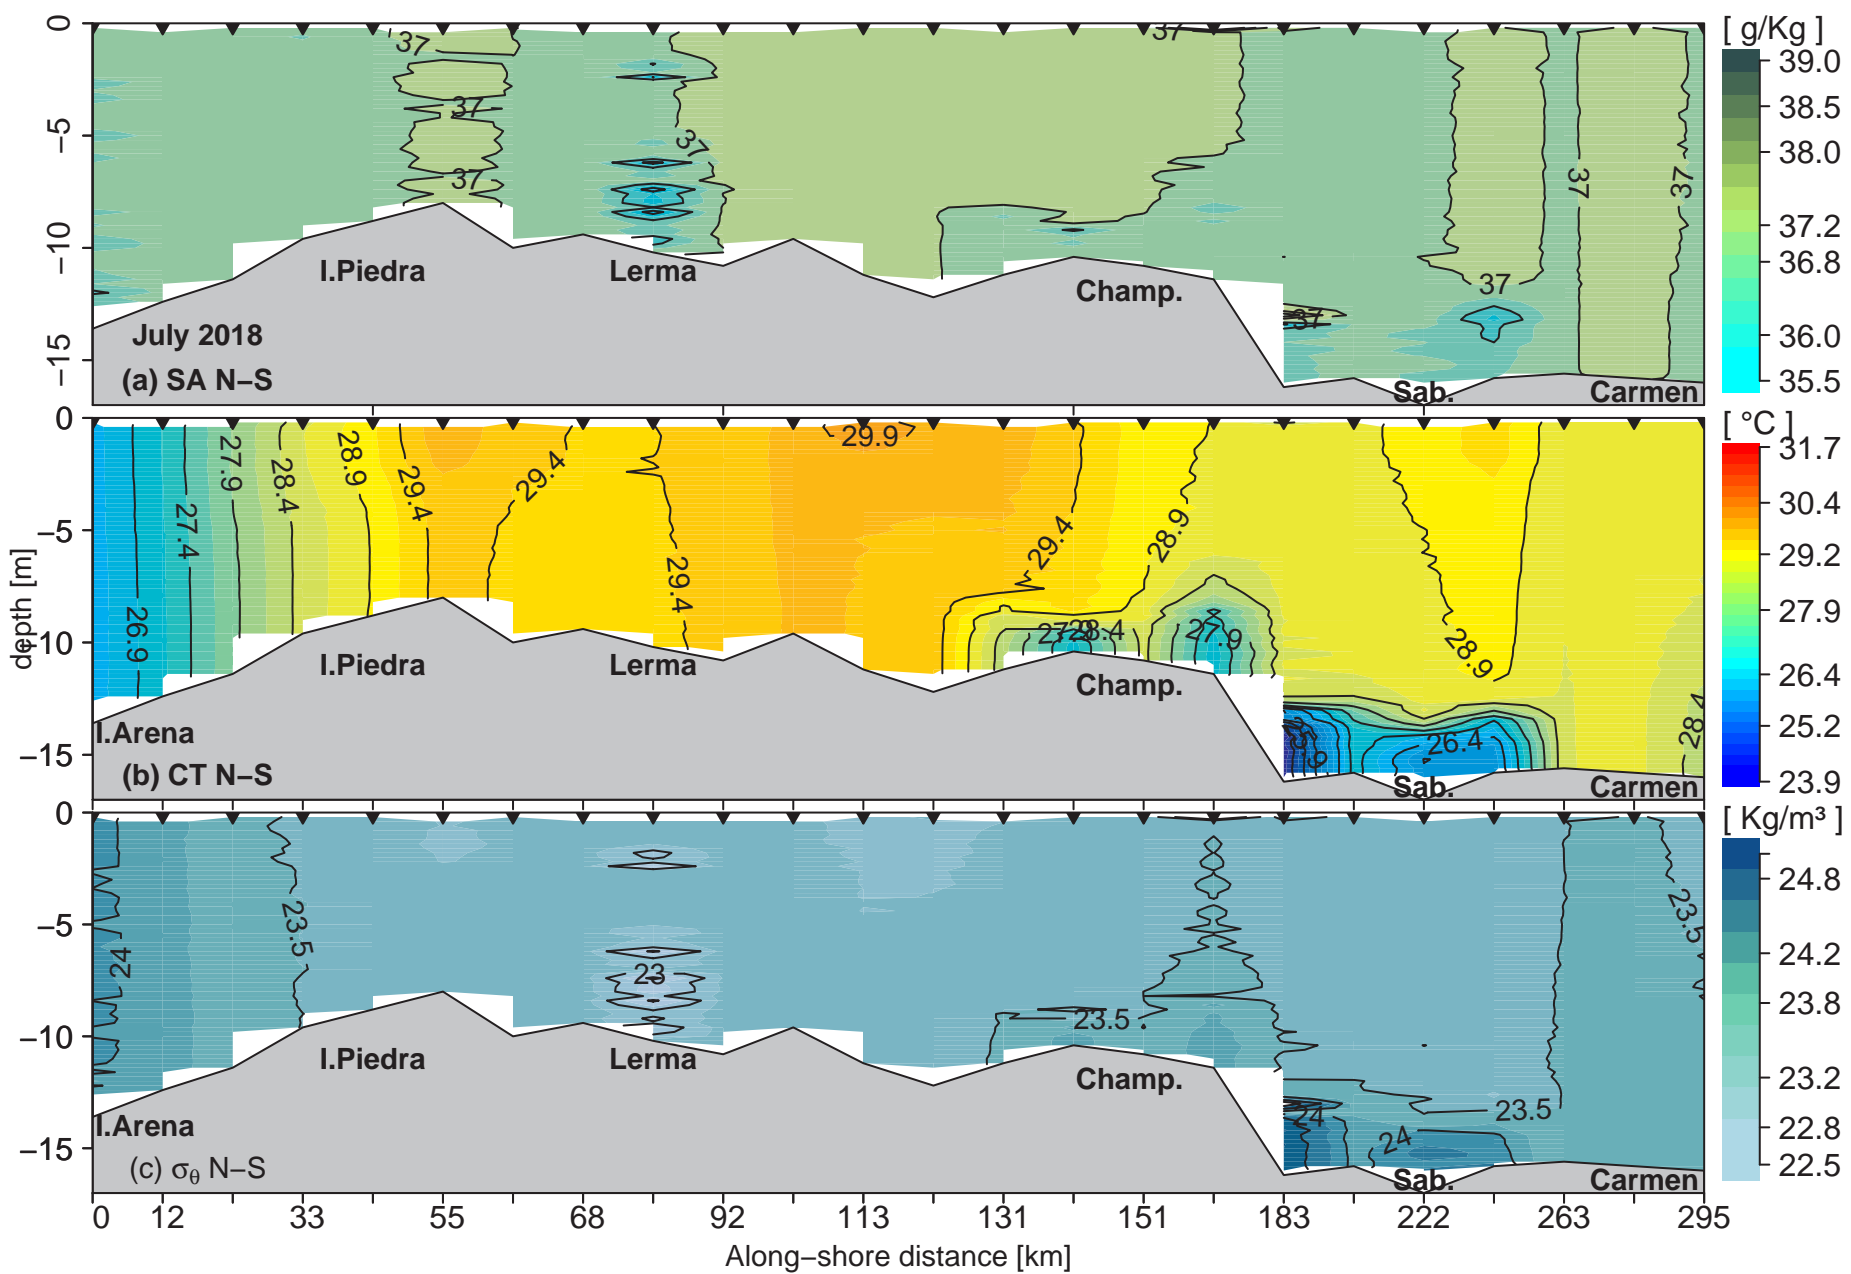 [ g/Kg ]
0
−5
−10
−15
37
37
37
37
37
37
37
37
37
37
I.Piedra
Lerma
Champ.
Sab.
Carmen
July 2018
(a) SA N−S
39.0
38.5
38.0
37.2
36.8
36.0
35.5
[ °C ]
0
−5
−10
−15
depth [m]
26.9
27.4
27.9
28.4
28.9
29.4
29.4
29.4
29.9
29.4
28.9
27.9
28.4
27.9
28.9
25.9
26.4
28.4
I.Piedra
Lerma
Champ.
I.Arena
Sab.
Carmen
(b) CT N−S
31.7
30.4
29.2
27.9
26.4
25.2
23.9
[ Kg/m³ ]
0
−5
−10
−15
24
23.5
23
23.5
24
24
23.5
23.5
I.Piedra
Lerma
Champ.
I.Arena
Sab.
Carmen
(c) σθ N−S
24.8
24.2
23.8
23.2
22.8
22.5
0 12 33 55 68 92 113 131 151 183 222 263 295
Along−shore distance [km]